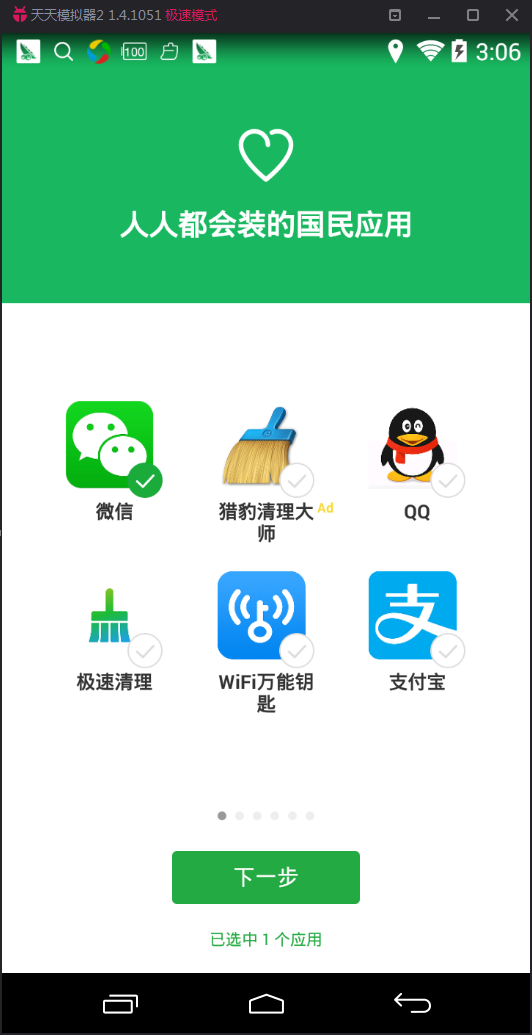 天天模拟器2 1.4.1051 极速模式
100
3:06
人人都会装的国民应用
微信
猎豹清理大师
Ad
QQ
极速清理
WiFi万能钥匙
支付宝
支
下一步
已选中 1 个应用